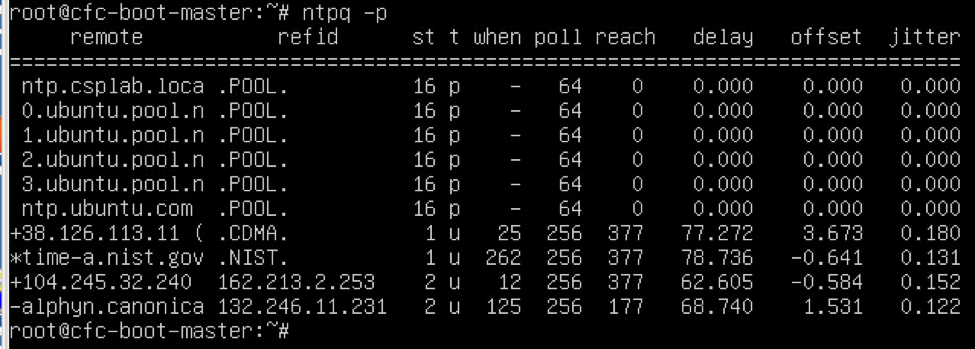 root@cfc-boot-master:~# ntpq -p
     remote           refid      st t when poll reach   delay   offset  jitter
==============================================================================
 ntp.csplab.loca .POOL.          16 p    -   64    0    0.000    0.000   0.000
 0.ubuntu.pool.n .POOL.          16 p    -   64    0    0.000    0.000   0.000
 1.ubuntu.pool.n .POOL.          16 p    -   64    0    0.000    0.000   0.000
 2.ubuntu.pool.n .POOL.          16 p    -   64    0    0.000    0.000   0.000
 3.ubuntu.pool.n .POOL.          16 p    -   64    0    0.000    0.000   0.000
 ntp.ubuntu.com  .POOL.          16 p    -   64    0    0.000    0.000   0.000
+38.126.113.11 ( .CDMA.           1 u   25  256  377   77.272    3.673   0.180
*time-a.nist.gov .NIST.           1 u  262  256  377   78.736   -0.641   0.131
+104.245.32.240  162.213.2.253    2 u   12  256  377   62.605   -0.584   0.152
-alphyn.canonica 132.246.11.231   2 u  125  256  177   68.740    1.531   0.122
root@cfc-boot-master:~#